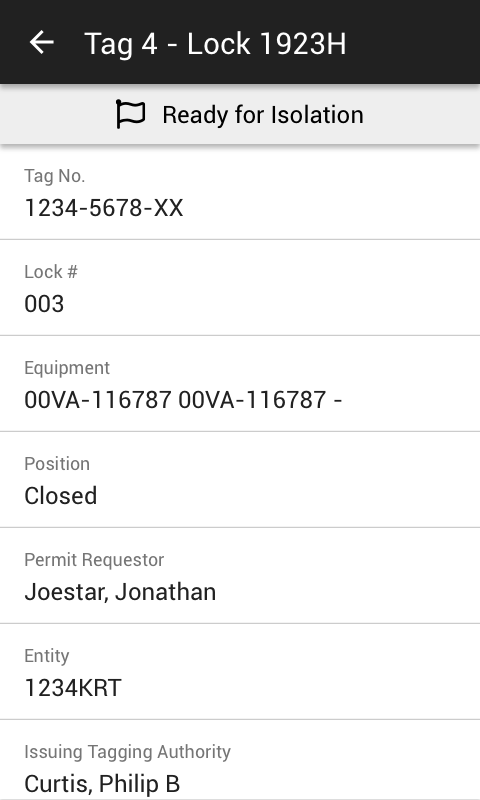 Tag 4 - Lock 1923H
Ready for Isolation
Tag No.
1234-5678-XX
Lock #
003
Equipment
00VA-116787 00VA-116787 -
Position
Closed
Permit Requestor
Joestar, Jonathan
Entity
1234KRT
Issuing Tagging Authority
Curtis, Philip B